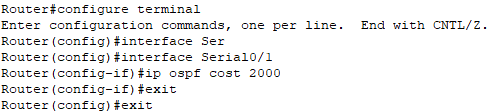 Router#configure terminal
Enter configuration commands, one per line.  End with CNTL/Z.
Router(config)#interface Ser
Router(config)#interface Serial0/1
Router(config-if)#ip ospf cost 2000
Router(config-if)#exit
Router(config)#exit